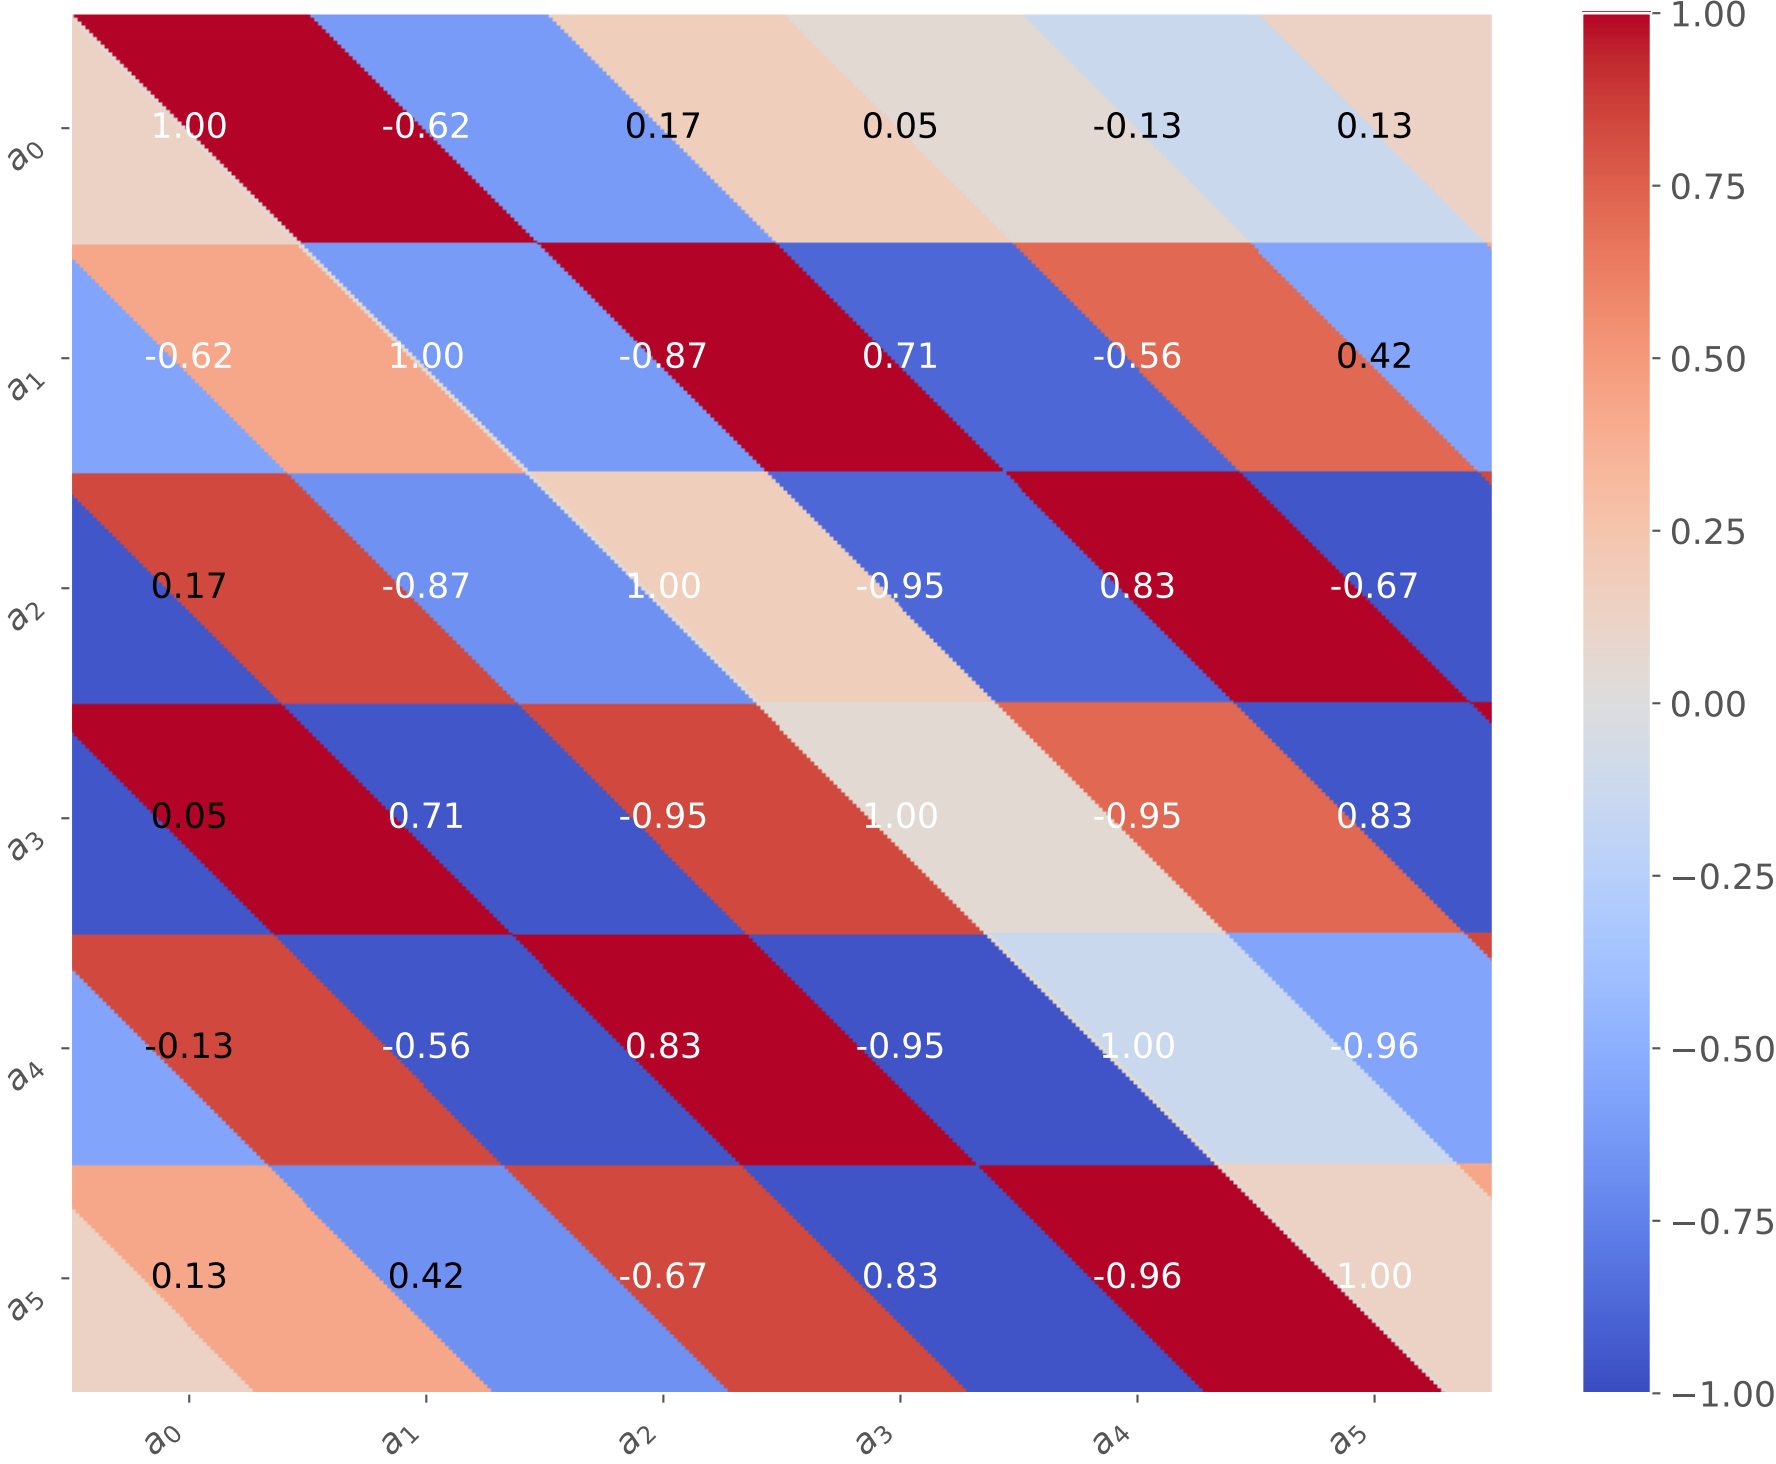 1.00
a0 1.00 -0.62 0.17 0.05 -0.13 0.13
0.75
a1 -0.62 1.00 -0.87 0.71 -0.56 0.42
0.50
0.25
a2 0.17 -0.87 1.00 -0.95 0.83 -0.67
0.00
a3 0.05 0.71 -0.95 1.00 -0.95 0.83
−0.25
a4 -0.13 -0.56 0.83 -0.95 1.00 -0.96
−0.50
−0.75
a5 0.13 0.42 -0.67 0.83 -0.96 1.00
−1.00
a0 a1 a2 a3 a4 a5